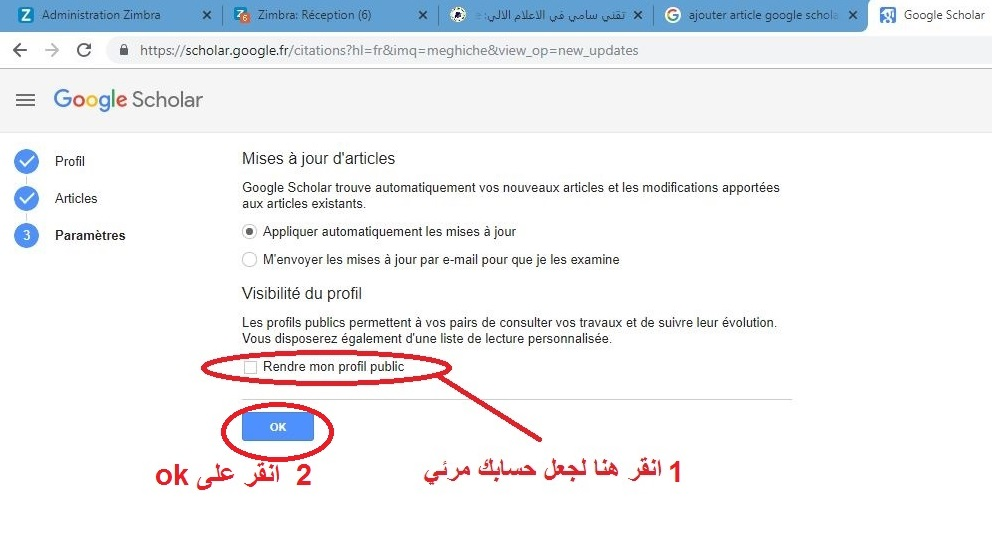 Administration Zimbra
Zimbra: Réception (6)
تقني سامي في الاعلام الالي:
ajouter article google schola
Google Scholar
https://scholar.google.fr/citations?hl=fr&imq=meghiche&view_op=new_updates
Google Scholar
Profil
Articles
3 Paramètres
Mises à jour d'articles
Google Scholar trouve automatiquement vos nouveaux articles et les modifications apportées
aux articles existants.
Appliquer automatiquement les mises à jour
M'envoyer les mises à jour par e-mail pour que je les examine
Visibilité du profil
Les profils publics permettent à vos pairs de consulter vos travaux et de suivre leur évolution.
Vous disposerez également d'une liste de lecture personnalisée.
Rendre mon profil public
OK
1 انقر هنا لجعل حسابك مرئي
2 انقر على ok